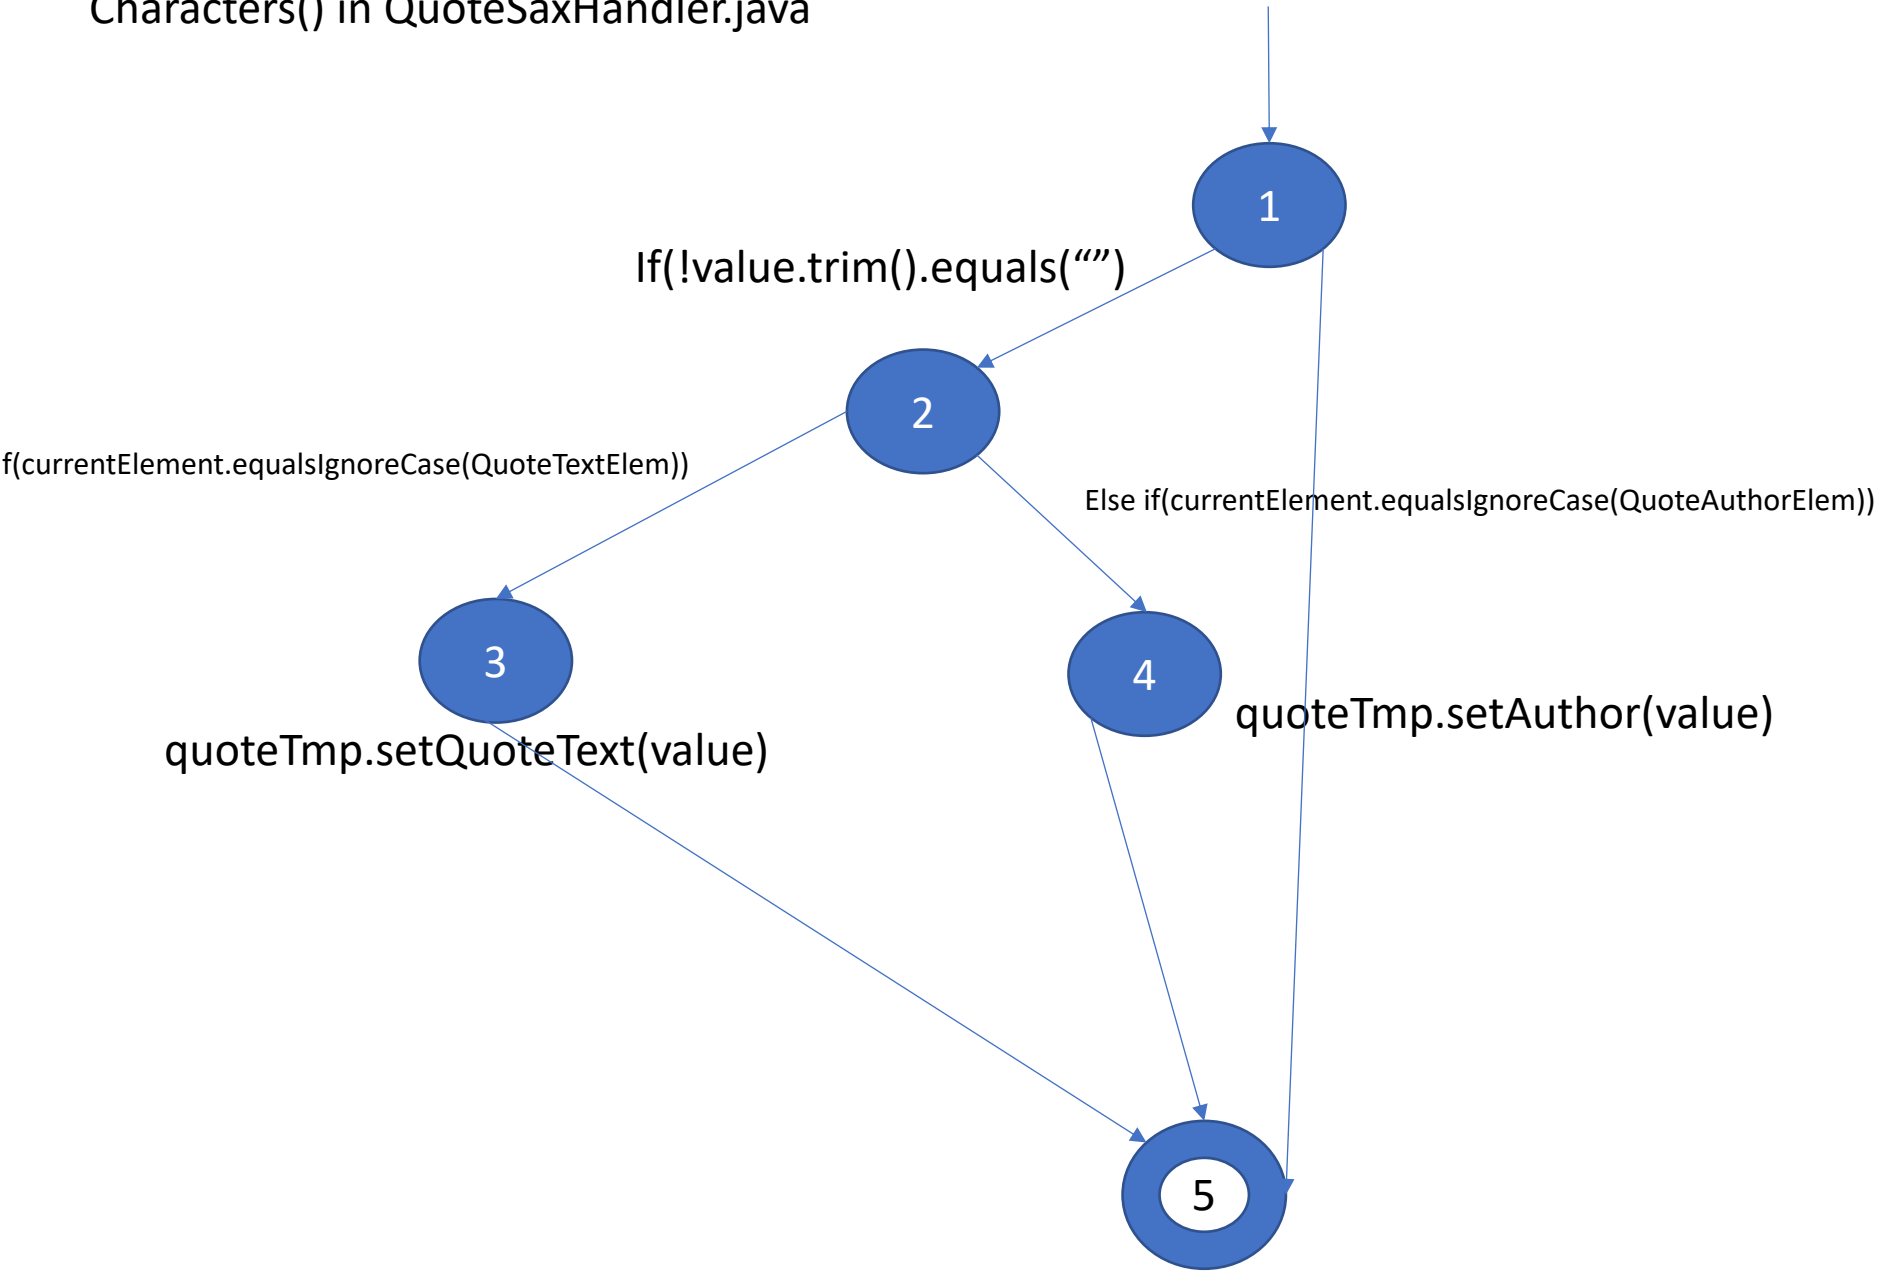 Characters() in QuoteSaxHandler.java
1
If(!value.trim().equals(“”)
2
f(currentElement.equalsIgnoreCase(QuoteTextElem))
Else if(currentElement.equalsIgnoreCase(QuoteAuthorElem))
3
4
quoteTmp.setAuthor(value)
quoteTmp.setQuoteText(value)
5